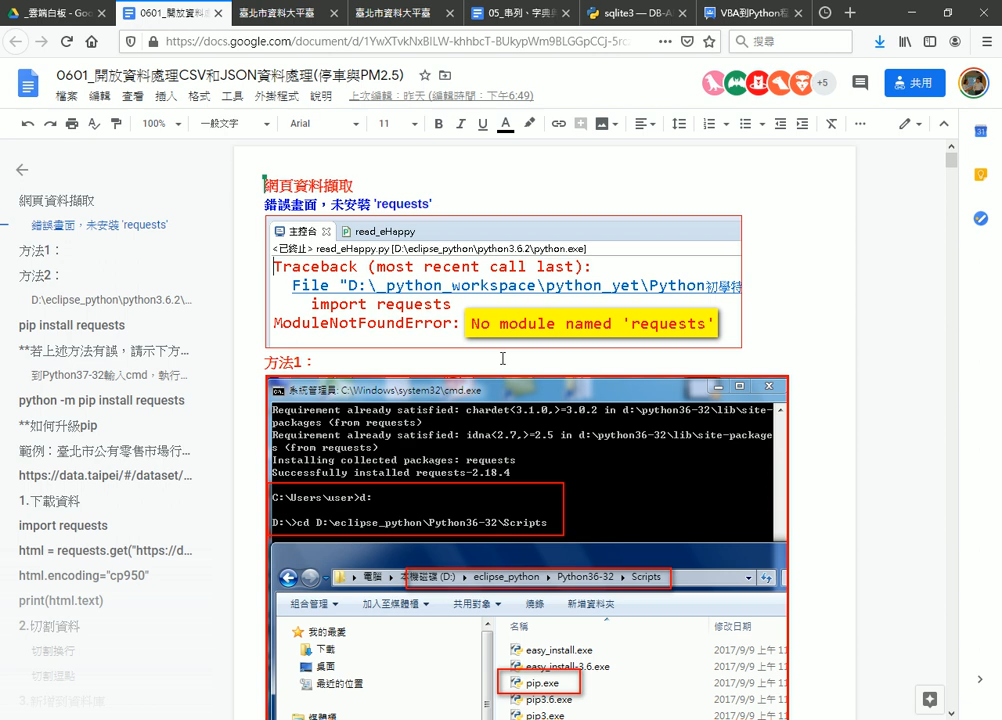 _雲端白板 - Goo
0601_開放資料處
臺北市資料大平臺
臺北市資料大平臺
05_串列、字典與
sqlite3 — DB-A
VBA到Python程
https://docs.google.com/document/d/1YwXTvkNxBILW-khhbcT-BUkypWm9BLGGpCCj-5rc
搜尋
0601_開放資料處理CSV和JSON資料處理(停車與PM2.5)
檔案 編輯 查看 插入 格式 工具 外掛程式 說明 上次編輯：昨天 (編輯時間：下午6:49)
+5
共用
100% 一般文字 Arial 11 B I U A
網頁資料擷取
錯誤畫面，未安裝 'requests'
方法1：
方法2：
D:\eclipse_python\python3.6.2\...
pip install requests
**若上述方法有誤，請示下方...
到Python37-32輸入cmd，執行...
python -m pip install requests
**如何升級pip
範例：臺北市公有零售市場行...
https://data.taipei/#/dataset/...
1.下載資料
import requests
html = requests.get("https://d...
html.encoding="cp950"
print(html.text)
2.切割資料
切割換行
切割逗點
3.新增到資料庫
網頁資料擷取
錯誤畫面，未安裝 'requests'
主控台 read_eHappy
<已終止> read_eHappy.py [D:\eclipse_python\python3.6.2\python.exe]
Traceback (most recent call last):
File "D:\_python_workspace\python_yet\Python初學特
import requests
ModuleNotFoundError: No module named 'requests'
方法1：
系統管理員: C:\Windows\system32\cmd.exe
Requirement already satisfied: chardet<3.1.0,>=3.0.2 in d:\python36-32\lib\site-
packages (from requests)
Requirement already satisfied: idna<2.7,>=2.5 in d:\python36-32\lib\site-package
s (from requests)
Installing collected packages: requests
Successfully installed requests-2.18.4
C:\Users\user>d:
D:\>cd D:\eclipse_python\Python36-32\Scripts
電腦 本機磁碟 (D:) eclipse_python Python36-32 Scripts
組合管理 加入至媒體櫃 共用對象 燒錄 新增資料夾
我的最愛
下載
桌面
最近的位置
媒體櫃
名稱 修改日期
easy_install.exe 2017/9/9 上午 11
easy_install-3.6.exe 2017/9/9 上午 11
pip.exe 2017/9/9 上午 11
pip3.6.exe 2017/9/9 上午 11
pip3.exe 2017/9/9 上午 11